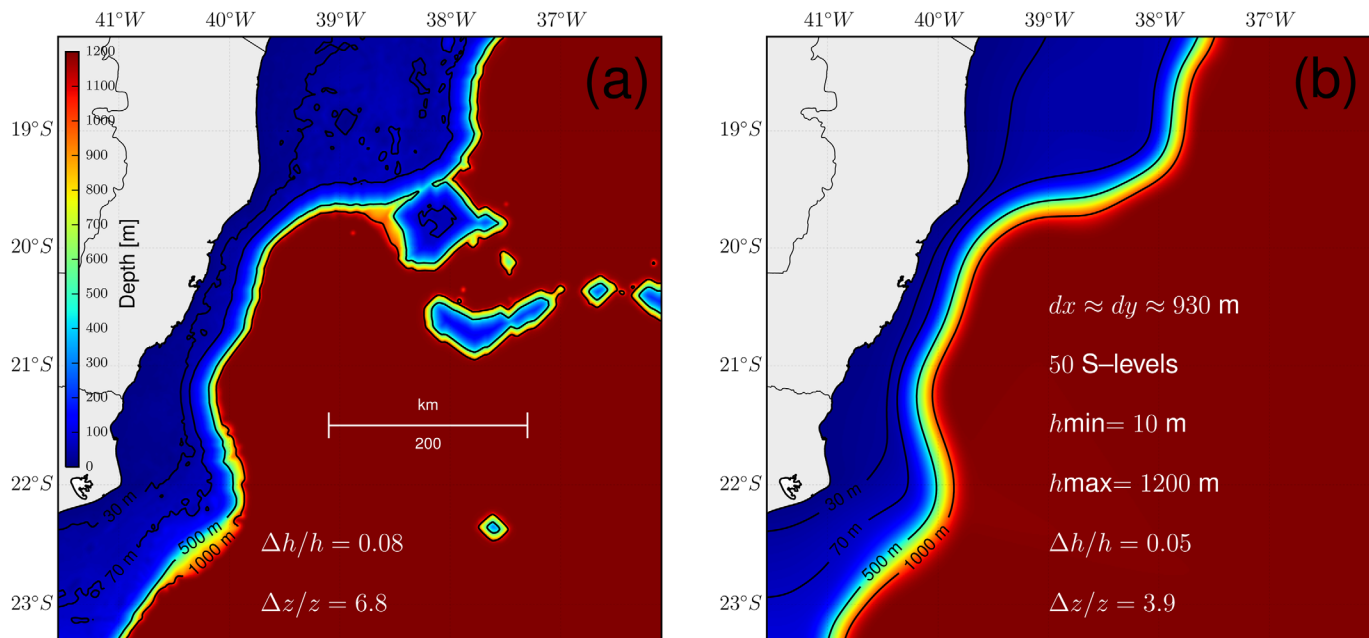 41°W 40°W 39°W 38°W 37°W
(a)
1200
1100
1000
900
800
700
600
500
400
300
200
100
0
Depth [m]
19°S
20°S
21°S
22°S
23°S
km
200
30 m
70 m
500 m
1000 m
Δh/h = 0.08
Δz/z = 6.8
41°W 40°W 39°W 38°W 37°W
(b)
19°S
20°S
21°S
22°S
23°S
dx ≈ dy ≈ 930 m
50 S–levels
hmin= 10 m
hmax= 1200 m
Δh/h = 0.05
Δz/z = 3.9
30 m
70 m
500 m
1000 m